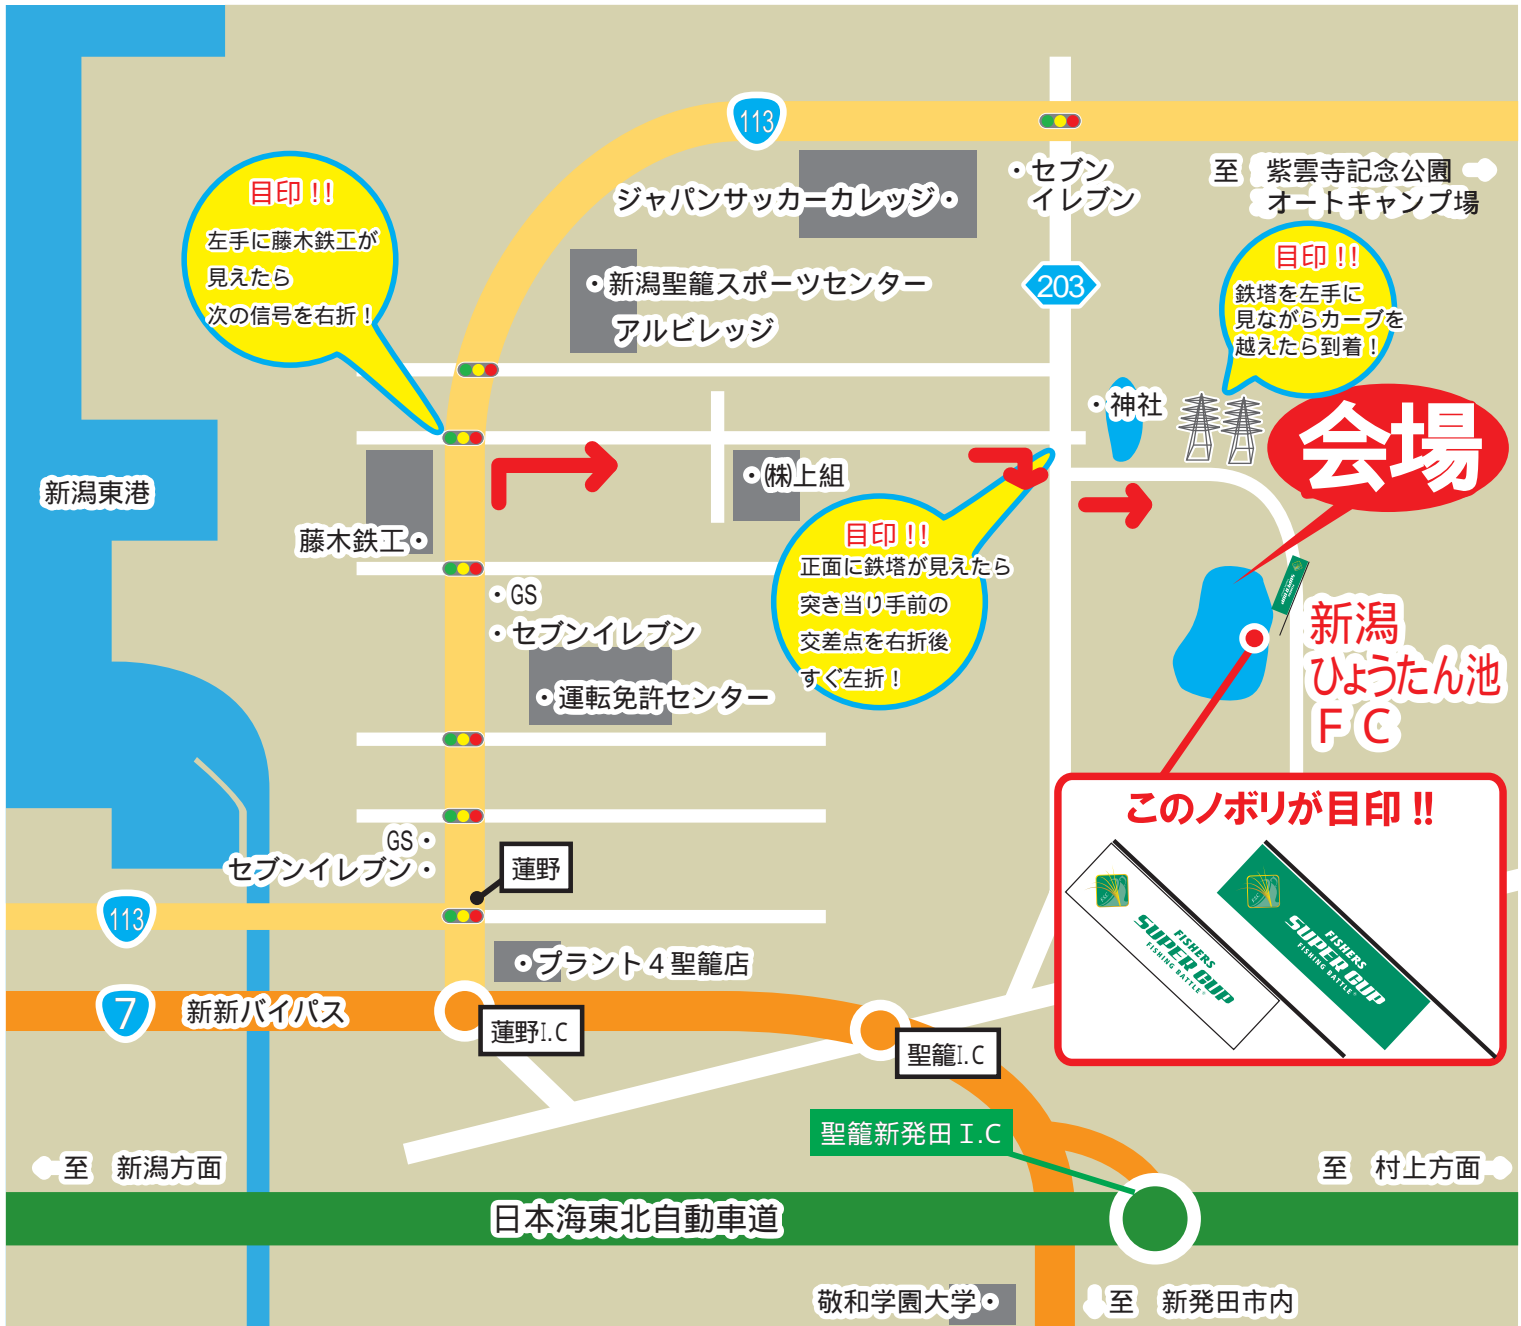 113
・セブン
イレブン
至　紫雲寺記念公園
オートキャンプ場
ジャパンサッカーカレッジ・
目印!!
左手に藤木鉄工が
見えたら
次の信号を右折！
・新潟聖籠スポーツセンター
アルビレッジ
203
目印!!
鉄塔を左手に
見ながらカーブを
越えたら到着！
・神社
会場
新潟東港
・㈱上組
藤木鉄工・
目印!!
正面に鉄塔が見えたら
突き当り手前の
交差点を右折後
すぐ左折！
・GS
・セブンイレブン
・運転免許センター
新潟
ひょうたん池
ＦＣ
このノボリが目印!!
FISHERS
SUPER CUP
FISHING BATTLE
FISHERS
SUPER CUP
FISHING BATTLE
GS・
セブンイレブン・
蓮野
113
・プラント４聖籠店
7
新新バイパス
蓮野I.C
聖籠I.C
聖籠新発田 I.C
至　新潟方面
至　村上方面
日本海東北自動車道
敬和学園大学・
至　新発田市内